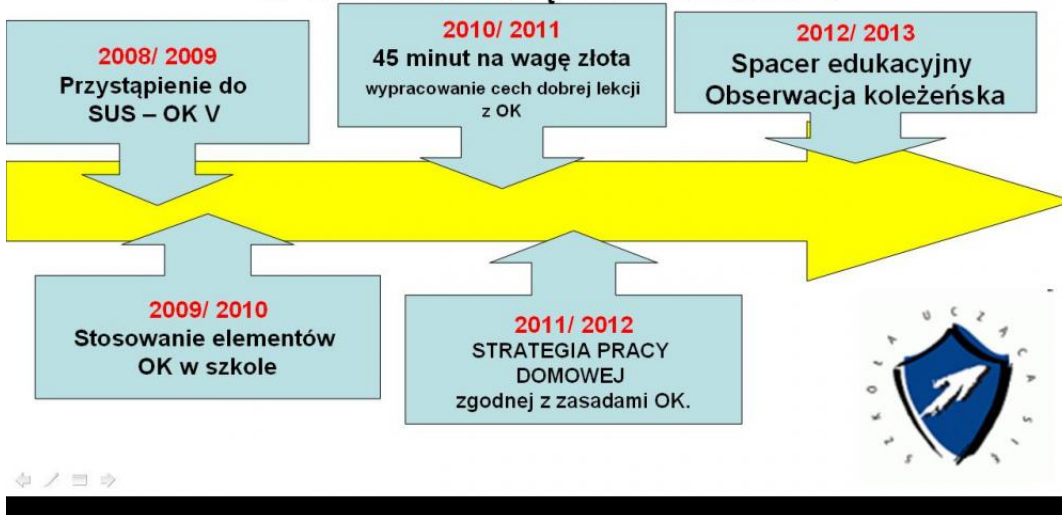 2008/ 2009
Przystąpienie do
SUS – OK V
2010/ 2011
45 minut na wagę złota
wypracowanie cech dobrej lekcji
z OK
2012/ 2013
Spacer edukacyjny
Obserwacja koleżeńska
2009/ 2010
Stosowanie elementów
OK w szkole
2011/ 2012
STRATEGIA PRACY
DOMOWEJ
zgodnej z zasadami OK.
SZKOŁA UCZĄCA SIĘ